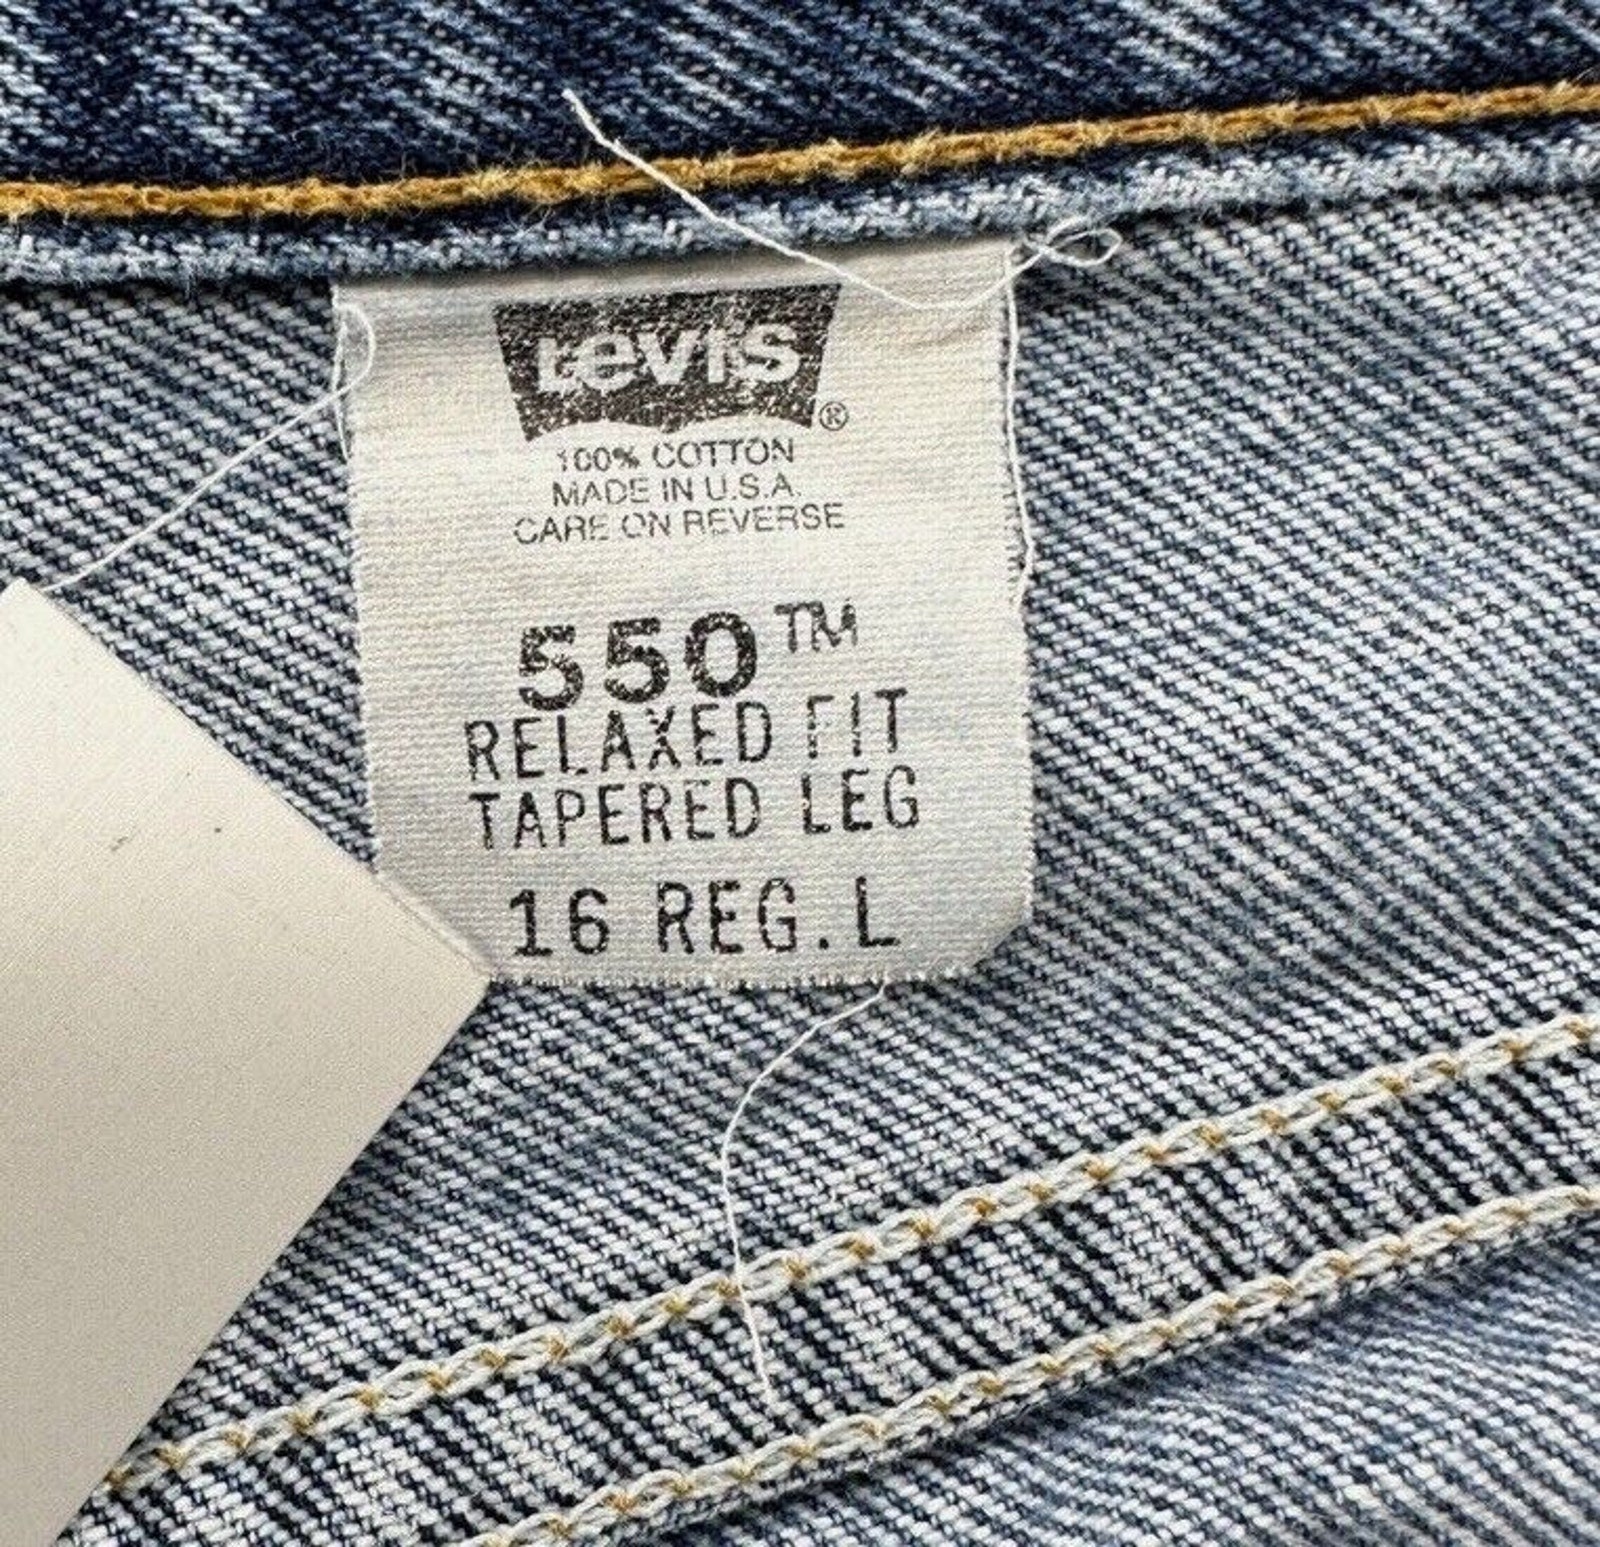 Levi's ®
100% COTTON
MADE IN U.S.A.
CARE ON REVERSE
550™
RELAXED FIT
TAPERED LEG
16 REG. L